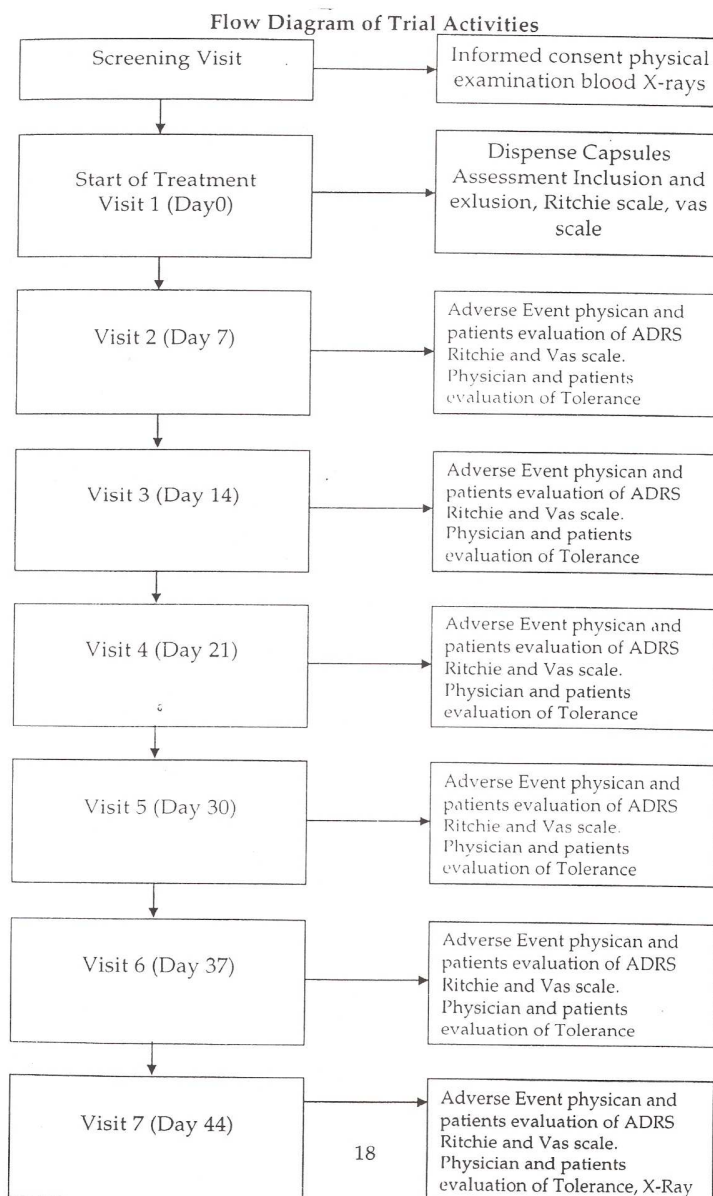 Flow Diagram of Trial Activities
Screening Visit
Informed consent physical
examination blood X-rays
Start of Treatment
Visit 1 (Day0)
Dispense Capsules
Assessment Inclusion and
exlusion, Ritchie scale, vas
scale
Visit 2 (Day 7)
Adverse Event physican and
patients evaluation of ADRS
Ritchie and Vas scale.
Physician and patients
evaluation of Tolerance
Visit 3 (Day 14)
Adverse Event physican and
patients evaluation of ADRS
Ritchie and Vas scale.
Physician and patients
evaluation of Tolerance
Visit 4 (Day 21)
Adverse Event physican and
patients evaluation of ADRS
Ritchie and Vas scale.
Physician and patients
evaluation of Tolerance
Visit 5 (Day 30)
Adverse Event physican and
patients evaluation of ADRS
Ritchie and Vas scale.
Physician and patients
evaluation of Tolerance
Visit 6 (Day 37)
Adverse Event physican and
patients evaluation of ADRS
Ritchie and Vas scale.
Physician and patients
evaluation of Tolerance
Visit 7 (Day 44)
Adverse Event physican and
patients evaluation of ADRS
Ritchie and Vas scale.
Physician and patients
evaluation of Tolerance, X-Ray
18